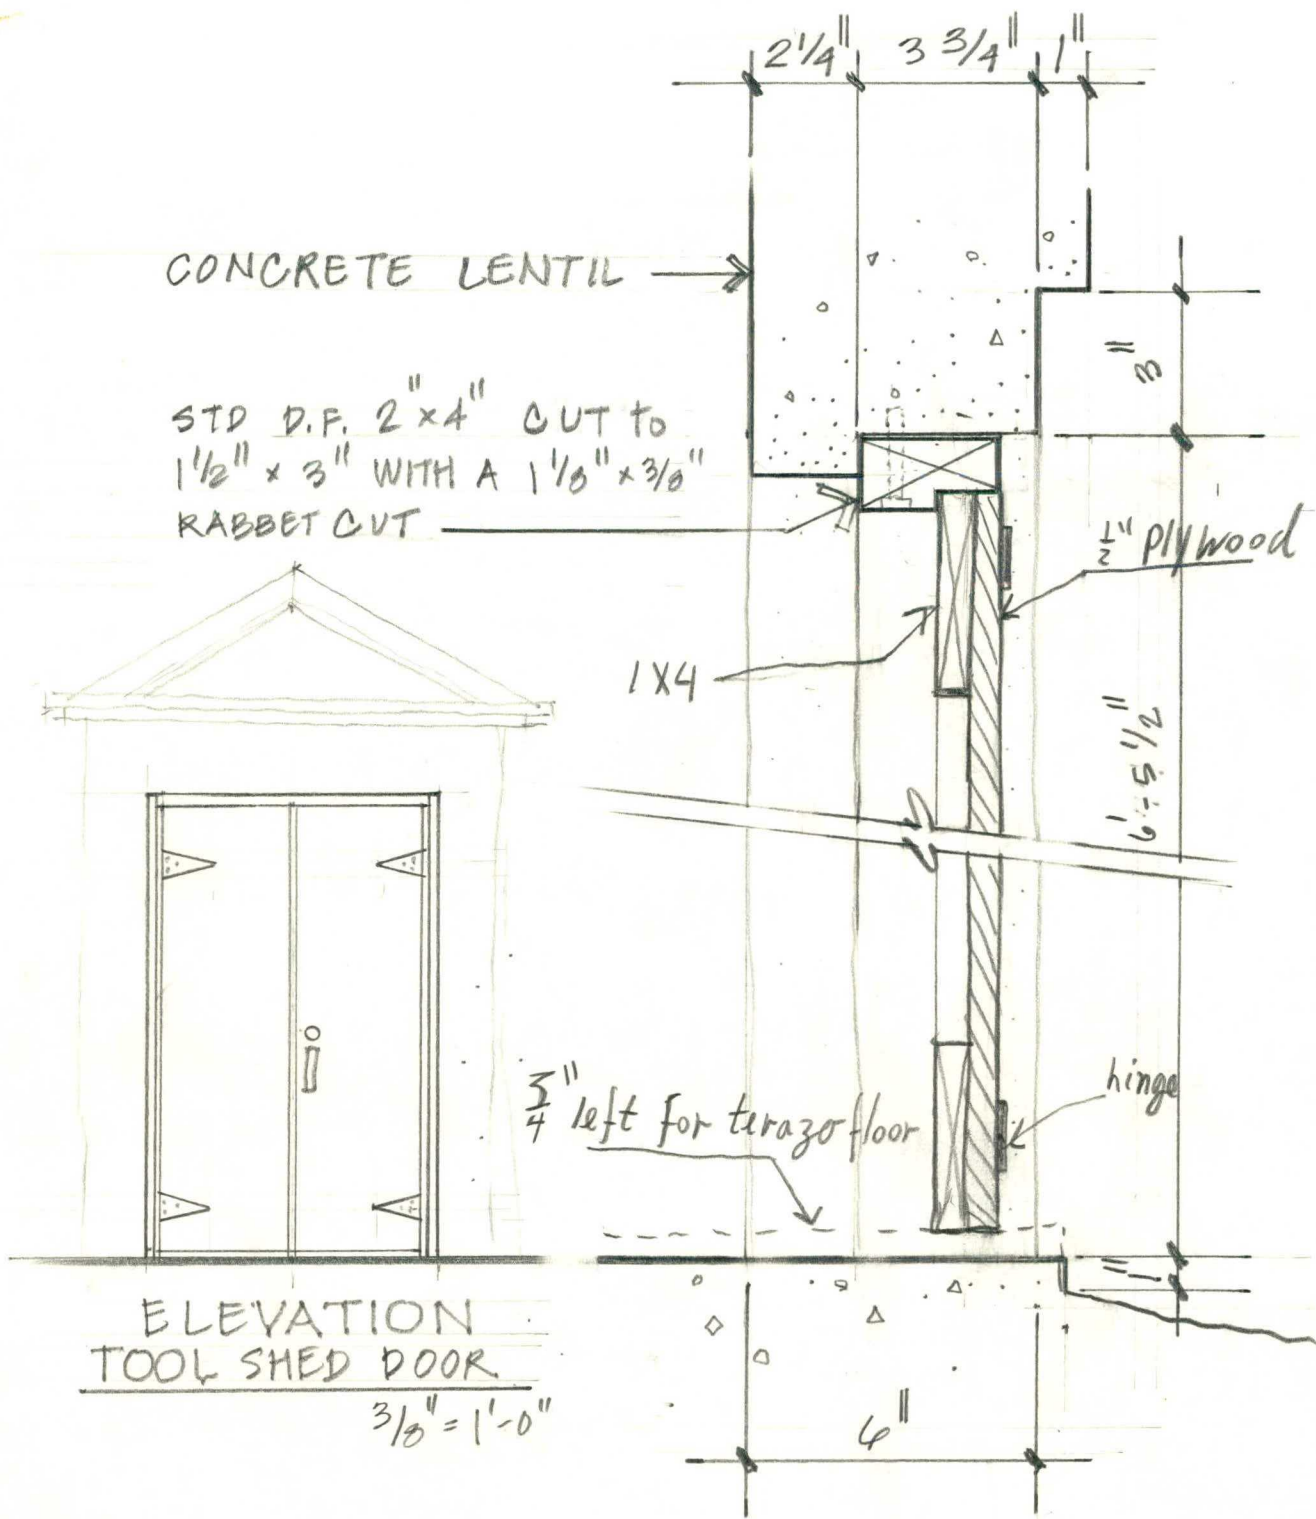 2 1/4" 3 3/4" 1"
CONCRETE LENTIL
3"
STD D.F. 2"x4" CUT to
1 1/2" x 3" WITH A 1 1/8" x 3/8"
RABBET CUT
1/2" Plywood
1X4
6'-5 1/2"
hinge
3/4" left for terazo floor
1"
ELEVATION
TOOL SHED DOOR
3/8" = 1'-0"
6"